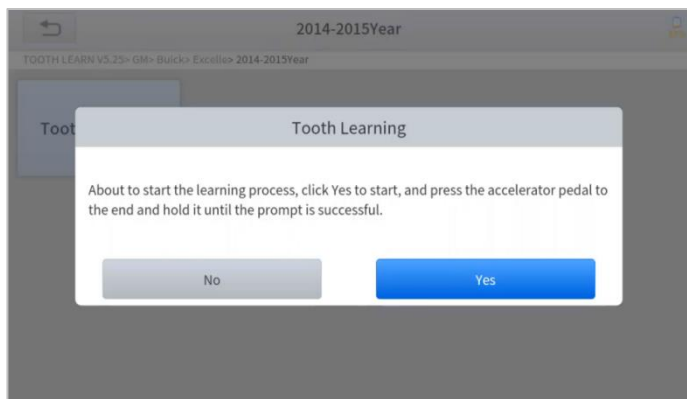 2014-2015Year
TOOTH LEARN V5.25> GM> Buick> Excelle> 2014-2015Year
Toot
Tooth Learning
About to start the learning process, click Yes to start, and press the accelerator pedal to
the end and hold it until the prompt is successful.
No
Yes